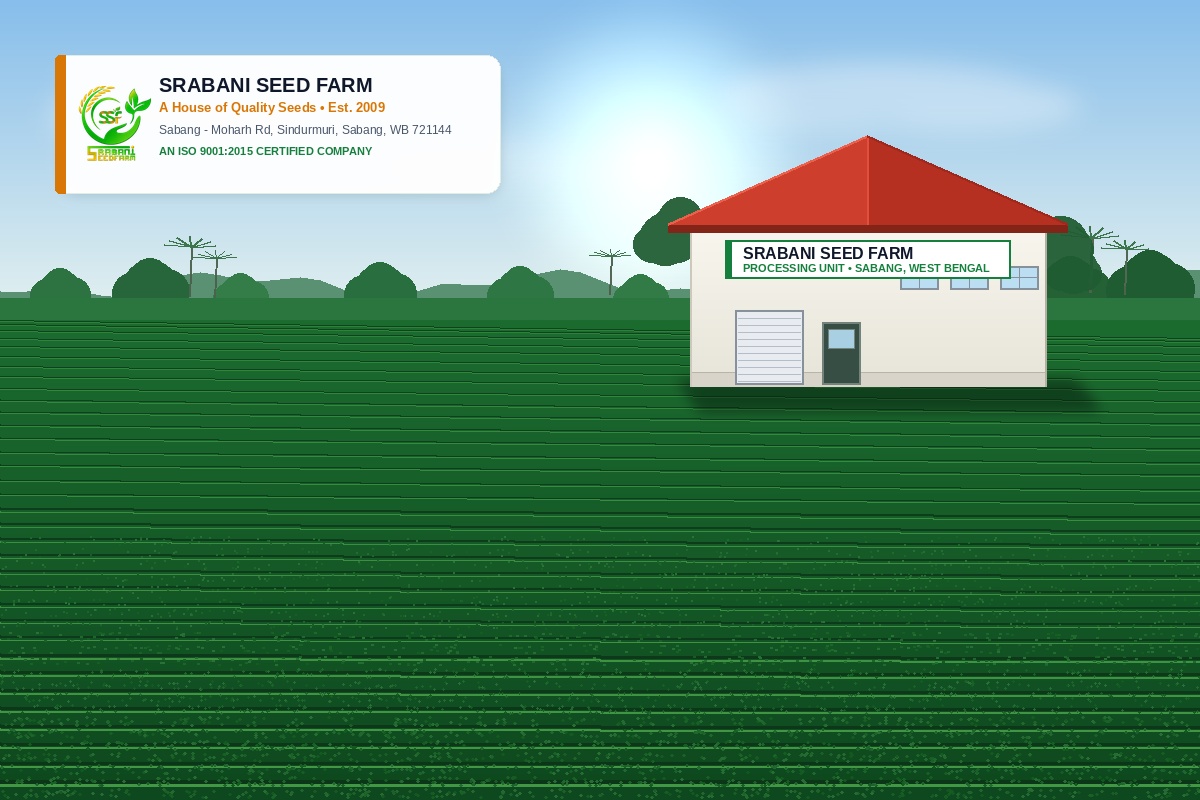 SRABANI SEED FARM
A House of Quality Seeds • Est. 2009
Sabang - Moharh Rd, Sindurmuri, Sabang, WB 721144
AN ISO 9001:2015 CERTIFIED COMPANY
SSF
SRABANI
SEED FARM
SRABANI SEED FARM
PROCESSING UNIT • SABANG, WEST BENGAL